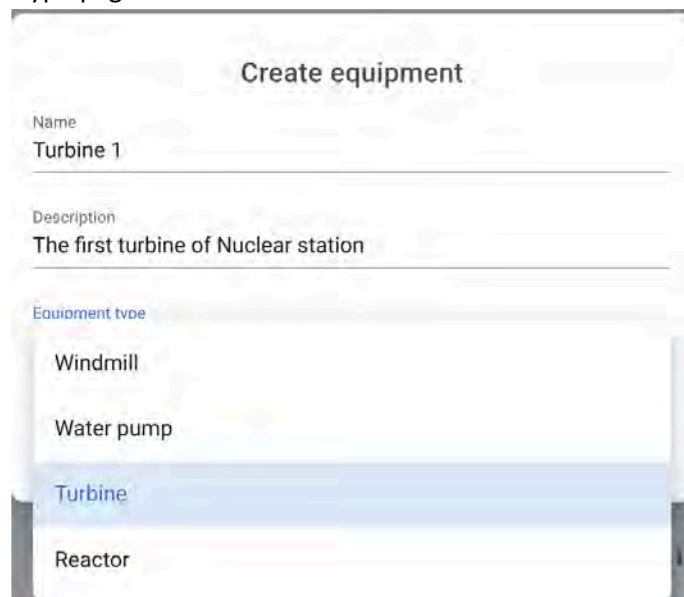 Create equipment
Name
Turbine 1
Description
The first turbine of Nuclear station
Equipment type
Windmill
Water pump
Turbine
Reactor